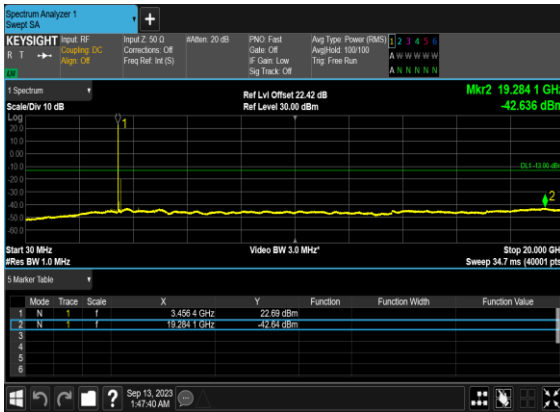 Spectrum Analyzer 1
Swept SA
+
KEYSIGHT
R T
LW
Input: RF
Coupling: DC
Align: Off
Input Z: 50 Ω
Corrections: Off
Freq Ref: Int (S)
#Atten: 20 dB
PNO: Fast
Gate: Off
IF Gain: Low
Sig Track: Off
Avg Type: Power (RMS)
Avg|Hold: 100/100
Trig: Free Run
1 2 3 4 5 6
A W W W W W
A N N N N N
1 Spectrum
Scale/Div 10 dB
Ref Lvl Offset 22.42 dB
Ref Level 30.00 dBm
Mkr2 19.284 1 GHz
-42.636 dBm
Log
20.0
10.0
0.00
-10.0
-20.0
-30.0
-40.0
-50.0
-60.0
1
DL1 -13.00 dBm
2
Start 30 MHz
#Res BW 1.0 MHz
Video BW 3.0 MHz*
Stop 20.000 GHz
Sweep 34.7 ms (40001 pts)
5 Marker Table
Mode Trace Scale X Y Function Function Width Function Value
1 N 1 f 3.456 4 GHz 22.69 dBm
2 N 1 f 19.284 1 GHz -42.64 dBm
3
4
5
6
?
Sep 13, 2023
1:47:40 AM